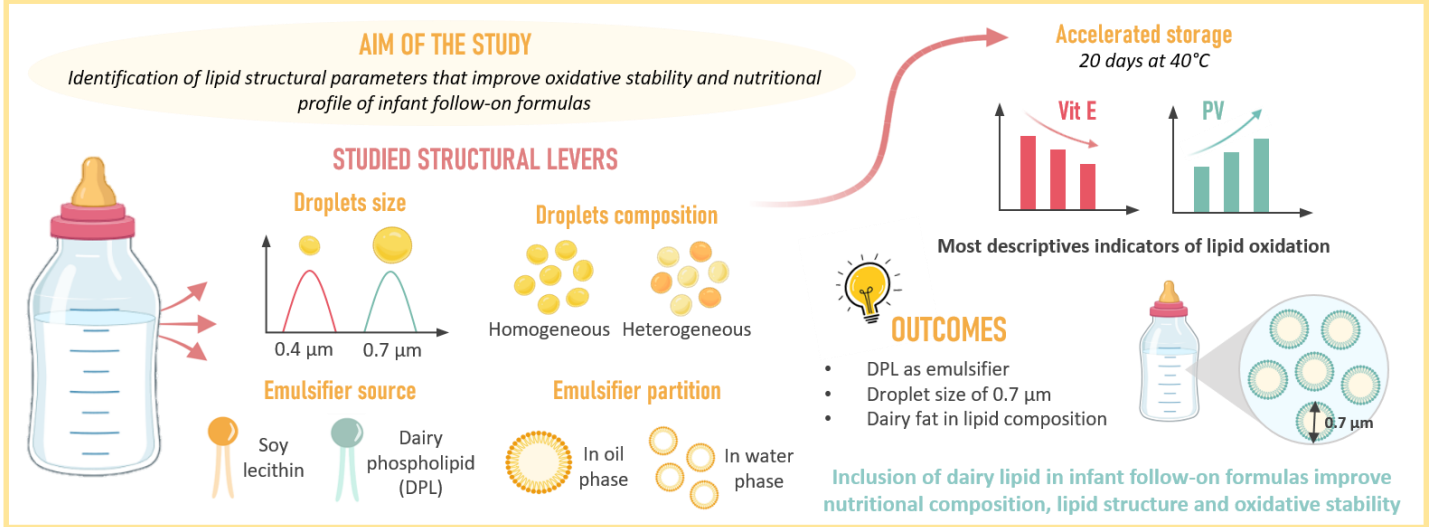 AIM OF THE STUDY
Identification of lipid structural parameters that improve oxidative stability and nutritional
profile of infant follow-on formulas
STUDIED STRUCTURAL LEVERS
Droplets size
0.4 µm
0.7 µm
Droplets composition
Homogeneous
Heterogeneous
Emulsifier source
Soy
lecithin
Dairy
phospholipid
(DPL)
Emulsifier partition
In oil
phase
In water
phase
Accelerated storage
20 days at 40°C
Vit E
PV
Most descriptives indicators of lipid oxidation
OUTCOMES
• DPL as emulsifier
• Droplet size of 0.7 µm
• Dairy fat in lipid composition
0.7 µm
Inclusion of dairy lipid in infant follow-on formulas improve
nutritional composition, lipid structure and oxidative stability